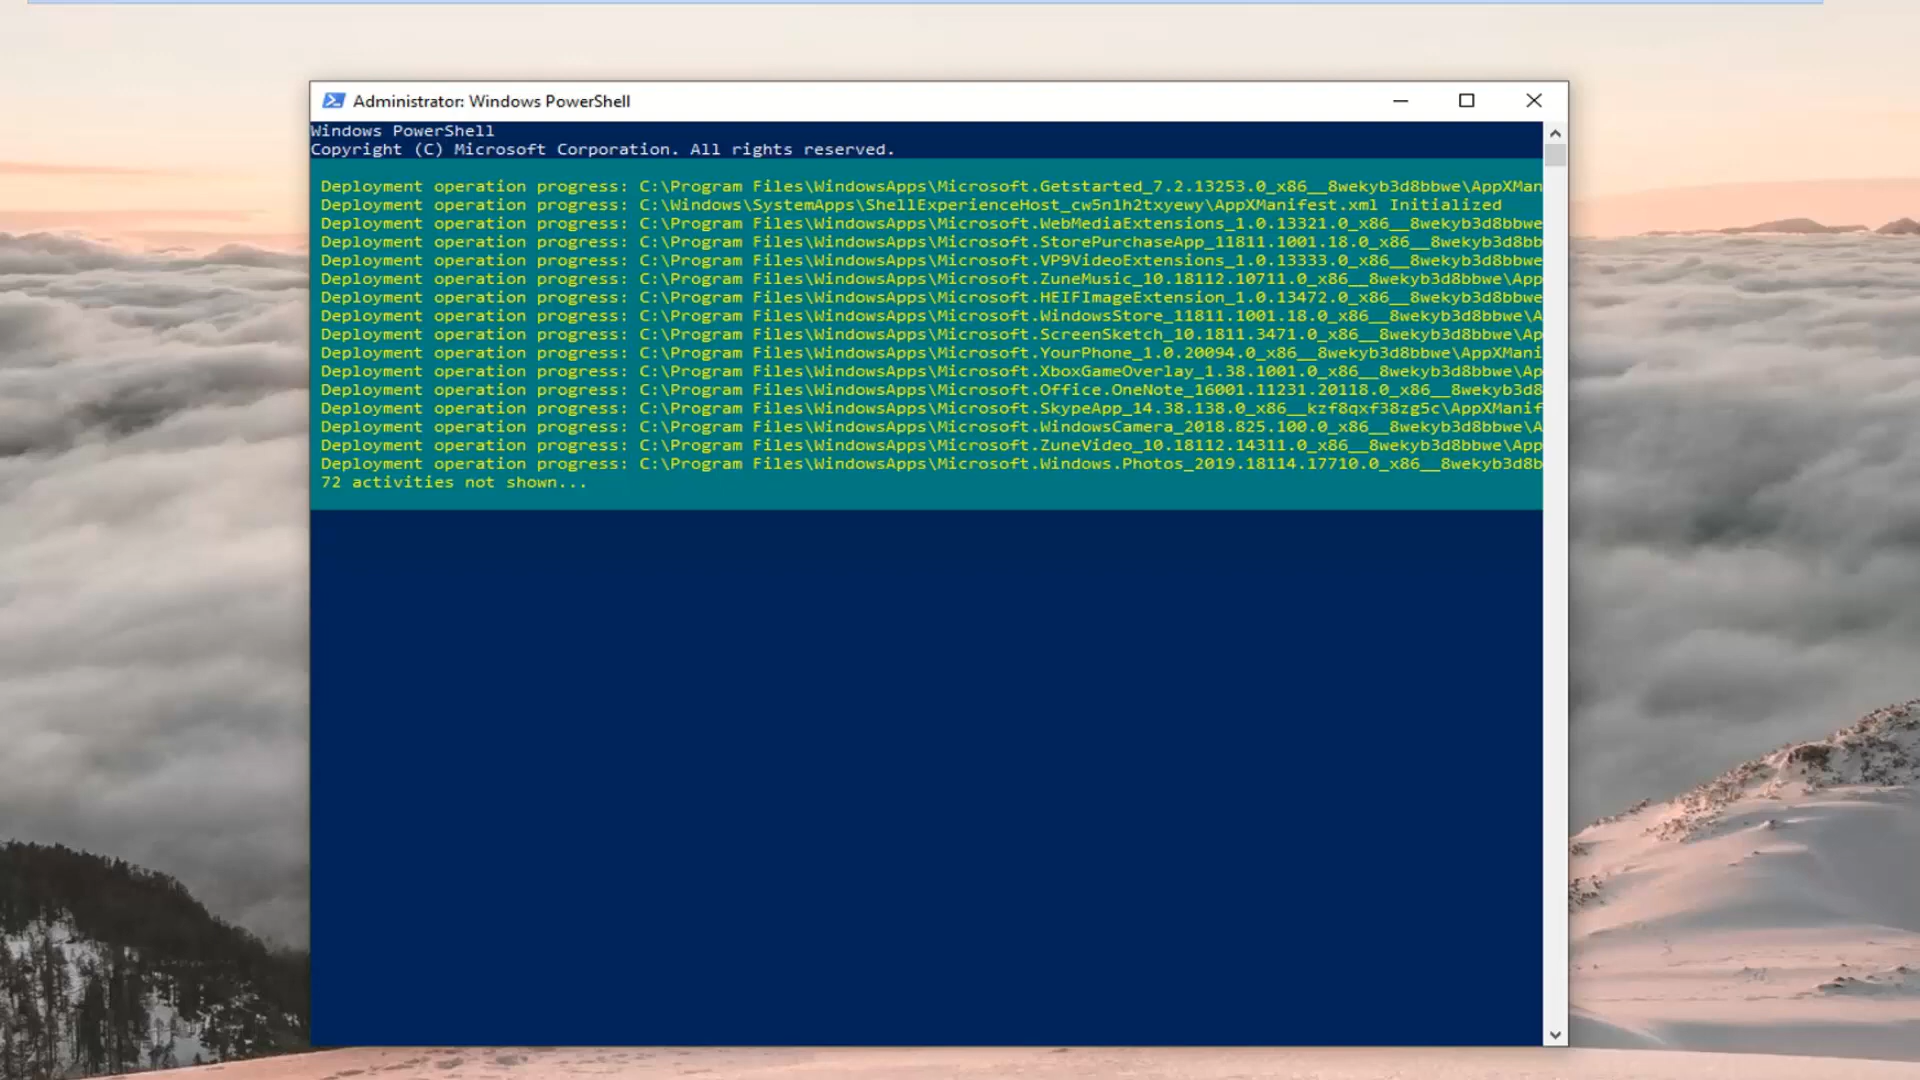 Administrator: Windows PowerShell
Windows PowerShell
Copyright (C) Microsoft Corporation. All rights reserved.
Deployment operation progress: C:\Program Files\WindowsApps\Microsoft.Getstarted_7.2.13253.0_x86__8wekyb3d8bbwe\AppXMan
Deployment operation progress: C:\Windows\SystemApps\ShellExperienceHost_cw5n1h2txyewy\AppXManifest.xml Initialized
Deployment operation progress: C:\Program Files\WindowsApps\Microsoft.WebMediaExtensions_1.0.13321.0_x86__8wekyb3d8bbwe
Deployment operation progress: C:\Program Files\WindowsApps\Microsoft.StorePurchaseApp_11811.1001.18.0_x86__8wekyb3d8bb
Deployment operation progress: C:\Program Files\WindowsApps\Microsoft.VP9VideoExtensions_1.0.13333.0_x86__8wekyb3d8bbwe
Deployment operation progress: C:\Program Files\WindowsApps\Microsoft.ZuneMusic_10.18112.10711.0_x86__8wekyb3d8bbwe\App
Deployment operation progress: C:\Program Files\WindowsApps\Microsoft.HEIFImageExtension_1.0.13472.0_x86__8wekyb3d8bbwe
Deployment operation progress: C:\Program Files\WindowsApps\Microsoft.WindowsStore_11811.1001.18.0_x86__8wekyb3d8bbwe\A
Deployment operation progress: C:\Program Files\WindowsApps\Microsoft.ScreenSketch_10.1811.3471.0_x86__8wekyb3d8bbwe\Ap
Deployment operation progress: C:\Program Files\WindowsApps\Microsoft.YourPhone_1.0.20094.0_x86__8wekyb3d8bbwe\AppXMani
Deployment operation progress: C:\Program Files\WindowsApps\Microsoft.XboxGameOverlay_1.38.1001.0_x86__8wekyb3d8bbwe\Ap
Deployment operation progress: C:\Program Files\WindowsApps\Microsoft.Office.OneNote_16001.11231.20118.0_x86__8wekyb3d8
Deployment operation progress: C:\Program Files\WindowsApps\Microsoft.SkypeApp_14.38.138.0_x86__kzf8qxf38zg5c\AppXManif
Deployment operation progress: C:\Program Files\WindowsApps\Microsoft.WindowsCamera_2018.825.100.0_x86__8wekyb3d8bbwe\A
Deployment operation progress: C:\Program Files\WindowsApps\Microsoft.ZuneVideo_10.18112.14311.0_x86__8wekyb3d8bbwe\App
Deployment operation progress: C:\Program Files\WindowsApps\Microsoft.Windows.Photos_2019.18114.17710.0_x86__8wekyb3d8b
72 activities not shown...